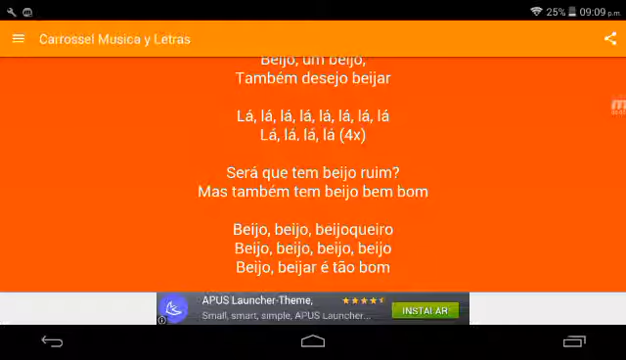 25% 09:09 p.m.
Carrossel Musica y Letras
Beijo, um beijo,
Também desejo beijar
Lá, lá, lá, lá, lá, lá, lá, lá
Lá, lá, lá, lá (4x)
Será que tem beijo ruim?
Mas também tem beijo bem bom
Beijo, beijo, beijoqueiro
Beijo, beijo, beijo, beijo
Beijo, beijar é tão bom
APUS Launcher-Theme,
Small, smart, simple, APUS Launcher...
INSTALAR